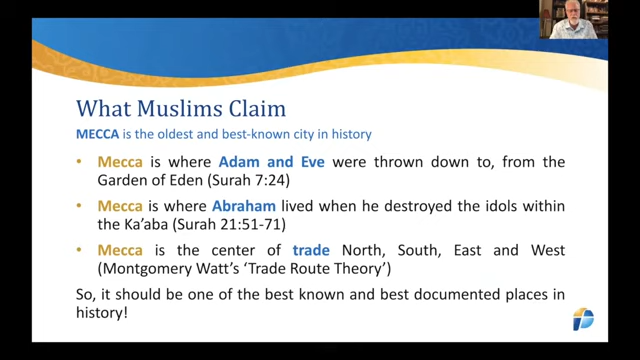 What Muslims Claim
MECCA is the oldest and best-known city in history
• Mecca is where Adam and Eve were thrown down to, from the
Garden of Eden (Surah 7:24)
• Mecca is where Abraham lived when he destroyed the idols within
the Ka'aba (Surah 21:51-71)
• Mecca is the center of trade North, South, East and West
(Montgomery Watt's 'Trade Route Theory')
So, it should be one of the best known and best documented places in
history!